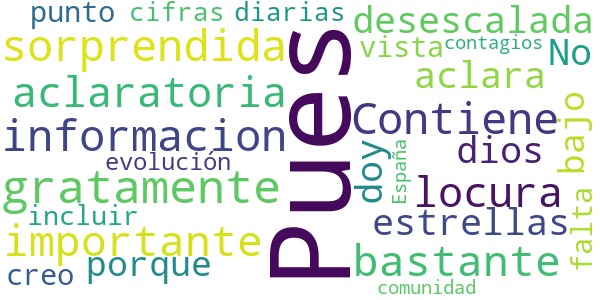 punto cifras diarias desescalada
sorprendida vista contagios No
aclaratoria aclara
informacion Pues Contiene bajo
evolución dios
gratamente doy España locura
incluir estrellas falta
importante
creo porque bastante
comunidad